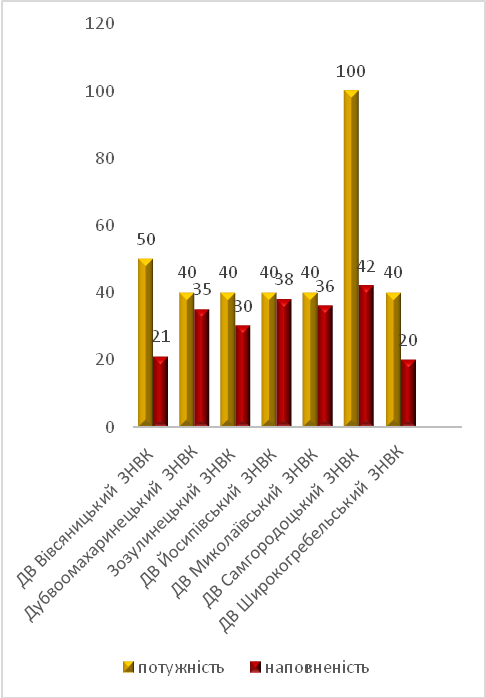 120
100
80
60
40
20
0
50
21
40
35
40
30
40
38
40
36
100
42
40
20
ДВ Вівсяницький ЗНВК
Дубвоомахаринецький ЗНВК
Зозулинецький ЗНВК
ДВ Йосипівський ЗНВК
ДВ Миколаївський ЗНВК
ДВ Самгородоцький ЗНВК
ДВ Широкогребельський ЗНВК
потужність
наповненість